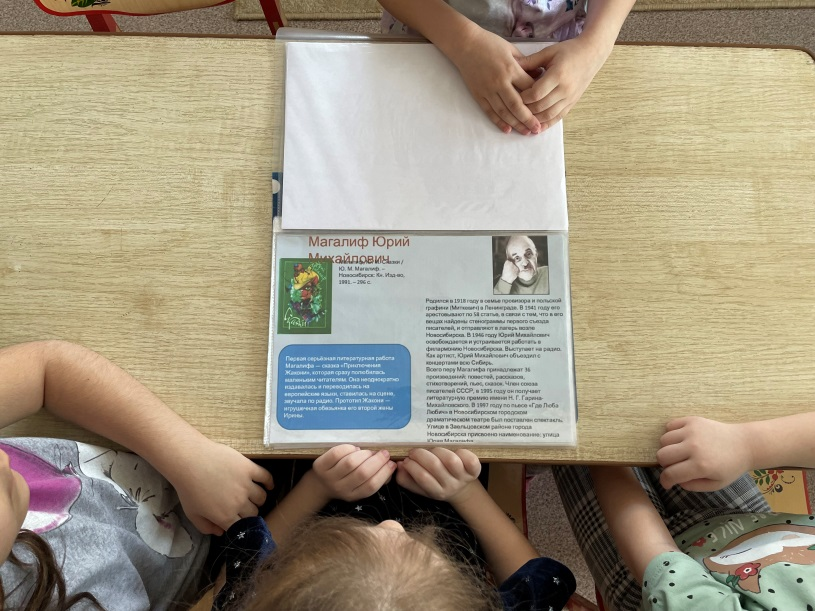 Магалиф Юрий
Михайлович
Ю. М. Магалиф. –
Новосибирск: Кн. Изд-во,
1991. – 296 с.
Сказки
Первая серьёзная литературная работа
Магалифа — сказка «Приключения
Жакони», которая сразу полюбилась
маленьким читателям. Она неоднократно
издавалась и переводилась на
европейские языки, ставилась на сцене,
звучала по радио. Прототип Жакони —
игрушечная обезьянка его второй жены
Ирины.
Родился в 1918 году в семье провизора и польской
графини (Миткевич) в Ленинграде. В 1941 году его
арестовывают по 58 статье, в связи с тем, что в его
вещах найдены стенограммы первого съезда
писателей, и отправляют в лагерь возле
Новосибирска. В 1946 году Юрий Михайлович
освобождается и устраивается работать в
филармонию Новосибирска. Выступает на радио.
Как артист, Юрий Михайлович объездил с
концертами всю Сибирь.
Всего перу Магалифа принадлежат 36
произведений: повестей, рассказов,
стихотворений, пьес, сказок. Член союза
писателей СССР, в 1995 году он получает
литературную премию имени Н. Г. Гарина-
Михайловского. В 1997 году по пьесе «Где Люба
Любич» в Новосибирском городском
драматическом театре был поставлен спектакль.
Улице в Заельцовском районе города
Новосибирска присвоено наименование: улица
Юрия Магалифа